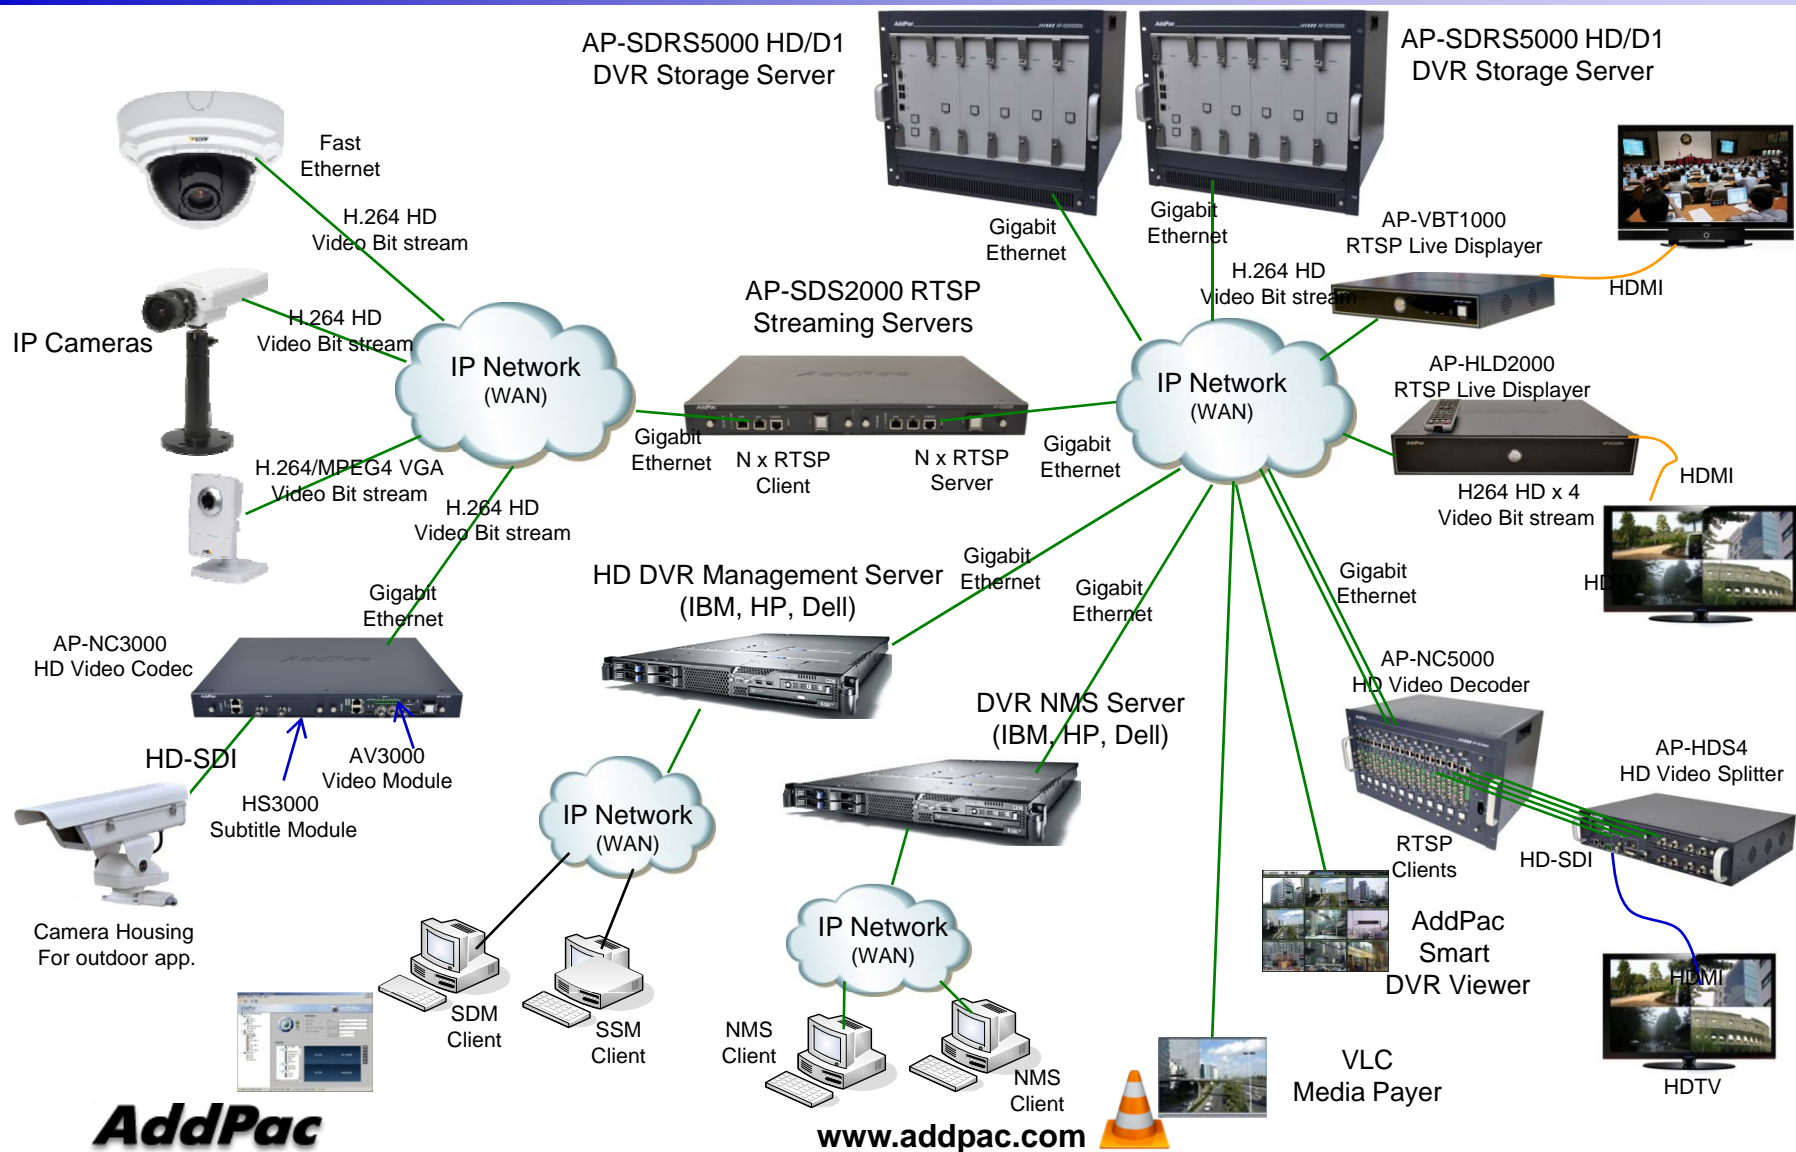 AP-SDRS5000 HD/D1
DVR Storage Server
AP-SDRS5000 HD/D1
DVR Storage Server
Fast
Ethernet
H.264 HD
Video Bit stream
Gigabit
Ethernet
Gigabit
Ethernet
AP-VBT1000
RTSP Live Displayer
H.264 HD
Video Bit stream
HDMI
IP Cameras
H.264 HD
Video Bit stream
AP-SDS2000 RTSP
Streaming Servers
IP Network
(WAN)
IP Network
(WAN)
AP-HLD2000
RTSP Live Displayer
AddPac
AddPac
AddPac
Gigabit
Ethernet
N x RTSP
Client
N x RTSP
Server
Gigabit
Ethernet
HDMI
H264 HD x 4
Video Bit stream
H.264/MPEG4 VGA
Video Bit stream
H.264 HD
Video Bit stream
HD DVR Management Server
(IBM, HP, Dell)
Gigabit
Ethernet
Gigabit
Ethernet
Gigabit
Ethernet
HDTV
Gigabit
Ethernet
AP-NC3000
HD Video Codec
AddPac
AddPac
AP-NC5000
HD Video Decoder
DVR NMS Server
(IBM, HP, Dell)
HD-SDI
AV3000
Video Module
HS3000
Subtitle Module
AP-HDS4
HD Video Splitter
IP Network
(WAN)
RTSP
Clients
HD-SDI
Camera Housing
For outdoor app.
IP Network
(WAN)
AddPac
Smart
DVR Viewer
HDMI
SDM
Client
SSM
Client
NMS
Client
NMS
Client
VLC
Media Payer
HDTV
AddPac
www.addpac.com